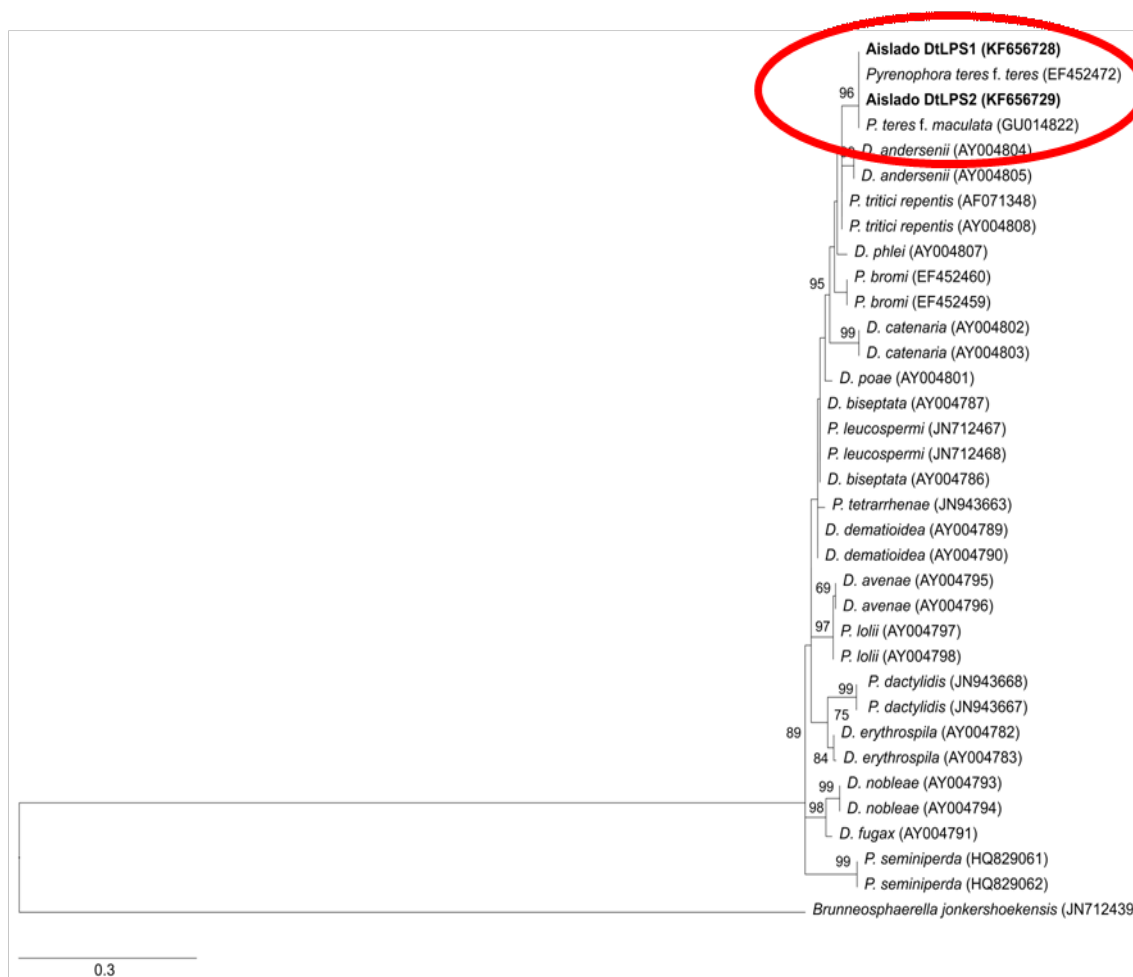 Aislado DtLPS1 (KF656728)
Pyrenophora teres f. teres (EF452472)
96
Aislado DtLPS2 (KF656729)
P. teres f. maculata (GU014822)
D. andersenii (AY004804)
D. andersenii (AY004805)
P. tritici repentis (AF071348)
P. tritici repentis (AY004808)
D. phlei (AY004807)
95
P. bromi (EF452460)
P. bromi (EF452459)
99
D. catenaria (AY004802)
D. catenaria (AY004803)
D. poae (AY004801)
D. biseptata (AY004787)
P. leucospermi (JN712467)
P. leucospermi (JN712468)
D. biseptata (AY004786)
P. tetrarrhenae (JN943663)
D. dematioidea (AY004789)
D. dematioidea (AY004790)
69
D. avenae (AY004795)
D. avenae (AY004796)
97
P. lolii (AY004797)
P. lolii (AY004798)
99
P. dactylidis (JN943668)
75
P. dactylidis (JN943667)
89
D. erythrospila (AY004782)
84
D. erythrospila (AY004783)
99
D. nobleae (AY004793)
98
D. nobleae (AY004794)
D. fugax (AY004791)
99
P. seminiperda (HQ829061)
P. seminiperda (HQ829062)
Brunneosphaerella jonkershoekensis (JN712439
0.3